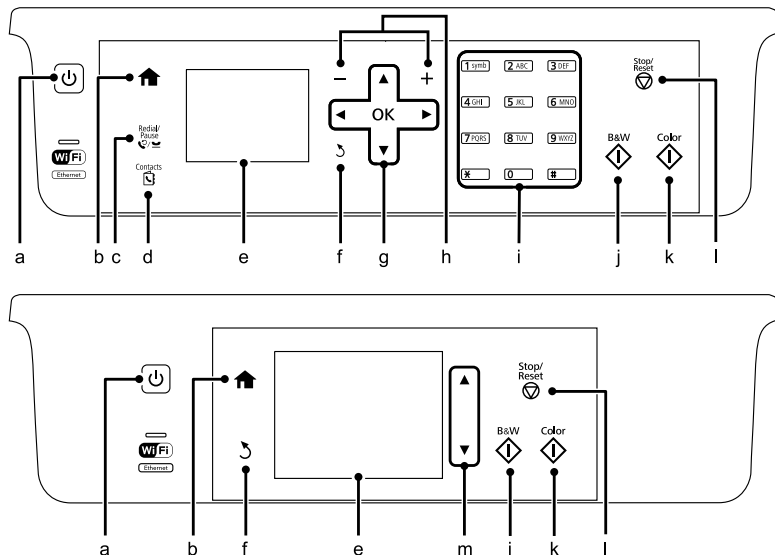 Redial/
Pause
Contacts
Wi Fi
Ethernet
− +
OK
1 symb 2 ABC 3 DEF
4 GHI 5 JKL 6 MNO
7 PQRS 8 TUV 9 WXYZ
* 0 #
Stop/
Reset
B&W Color
a b c d e f g h i j k l
Stop/
Reset
B&W Color
Wi Fi
Ethernet
a b f e m j k l